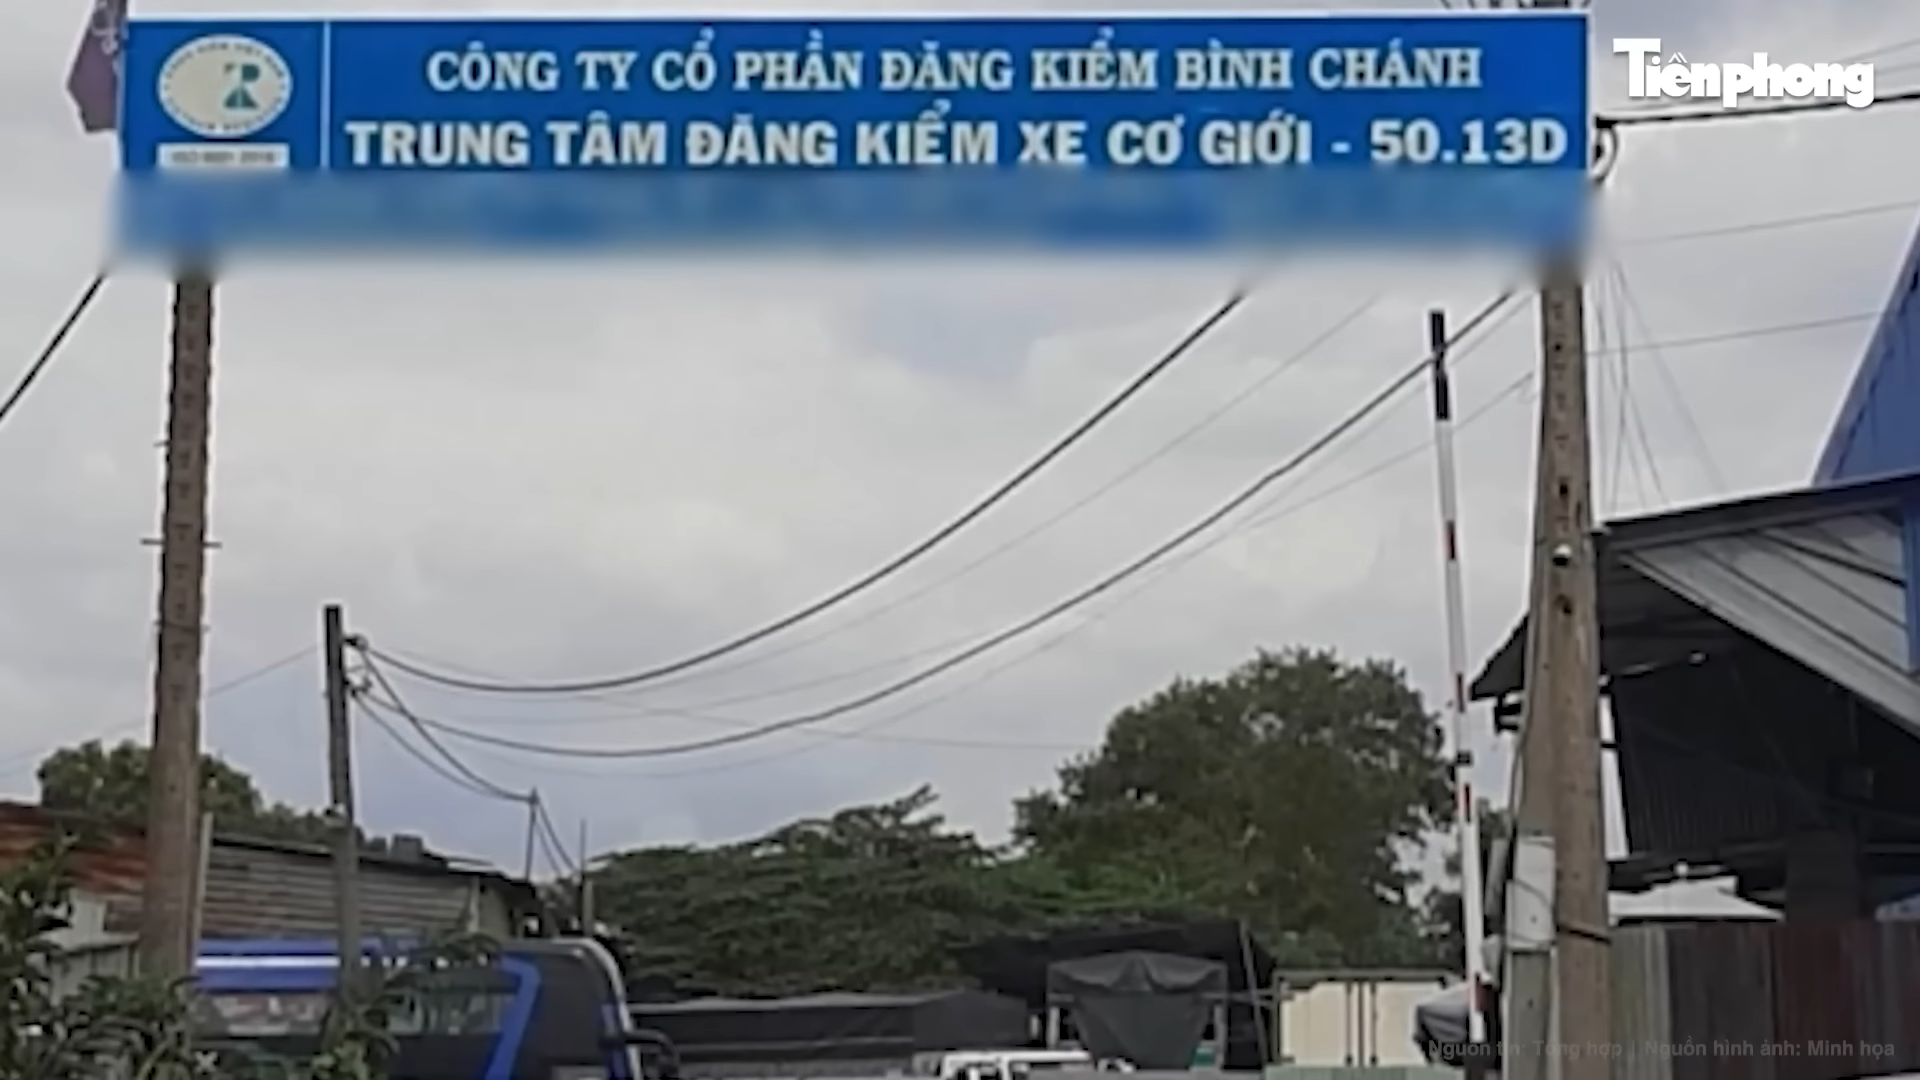 CÔNG TY CỔ PHẦN ĐĂNG KIỂM BÌNH CHÁNH
TRUNG TÂM ĐĂNG KIỂM XE CƠ GIỚI - 50.13D
Tiền phong
Nguồn tin: Tổng hợp | Nguồn hình ảnh: Minh họa